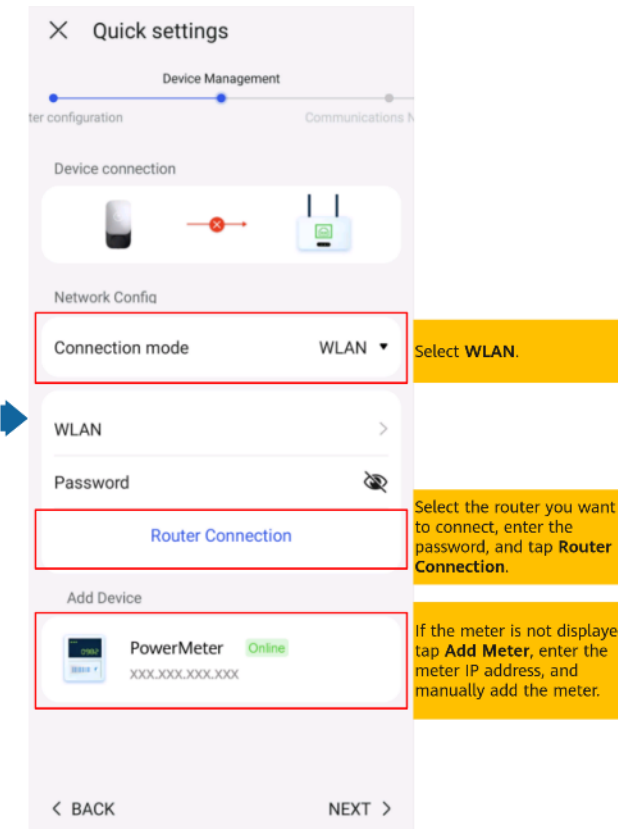 Quick settings
Device Management
ter configuration
Communications N
Device connection
Network Config
Connection mode WLAN
Select WLAN.
WLAN
Password
Select the router you want
to connect, enter the
password, and tap Router
Connection.
Router Connection
Add Device
PowerMeter Online
XXX.XXX.XXX.XXX
If the meter is not displaye
tap Add Meter, enter the
meter IP address, and
manually add the meter.
< BACK NEXT >